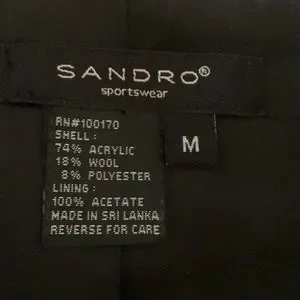 SANDRO®
sportswear
RN#100170
SHELL:
74% ACRYLIC
18% WOOL
8% POLYESTER
LINING:
100% ACETATE
MADE IN SRI LANKA
REVERSE FOR CARE
M